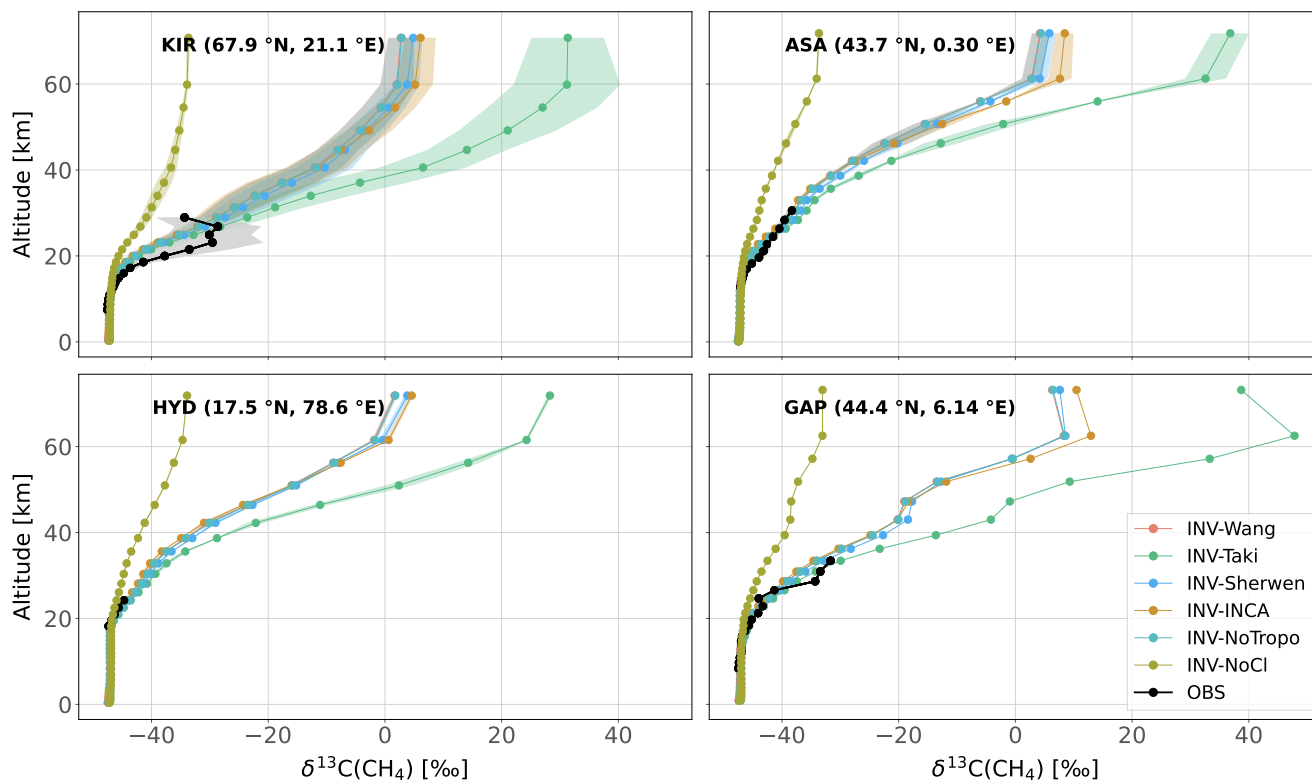 KIR (67.9 °N, 21.1 °E)
ASA (43.7 °N, 0.30 °E)
Altitude [km]
60
40
20
0
HYD (17.5 °N, 78.6 °E)
GAP (44.4 °N, 6.14 °E)
Altitude [km]
60
40
20
0
INV-Wang
INV-Taki
INV-Sherwen
INV-INCA
INV-NoTropo
INV-NoCl
OBS
−40 −20 0 20 40
−40 −20 0 20 40
δ¹³C(CH₄) [‰]
δ¹³C(CH₄) [‰]